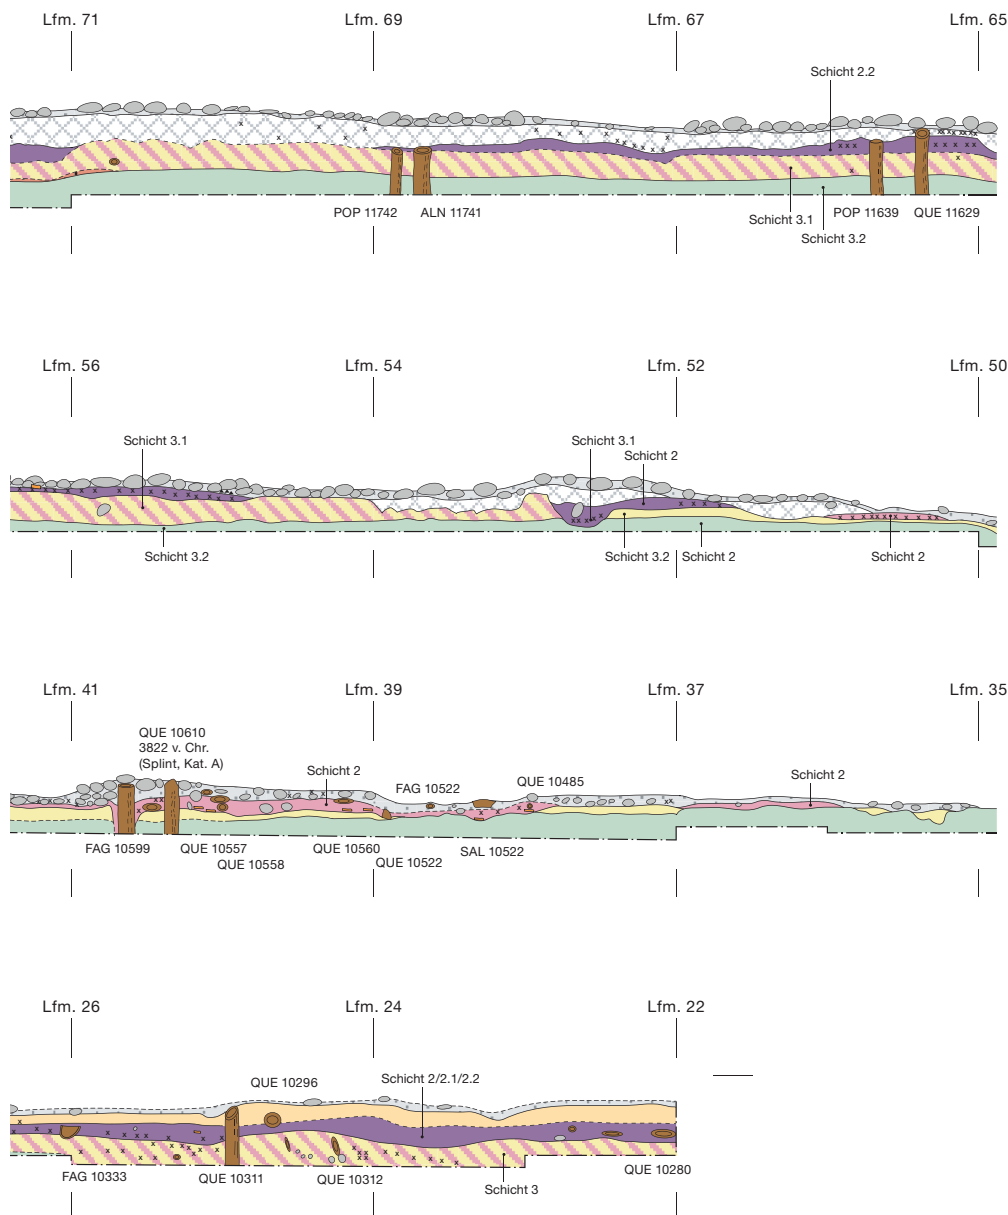 Lfm. 71
Lfm. 69
Lfm. 67
Lfm. 65
Schicht 2.2
POP 11742
ALN 11741
Schicht 3.1
POP 11639
QUE 11629
Schicht 3.2
Lfm. 56
Lfm. 54
Lfm. 52
Lfm. 50
Schicht 3.1
Schicht 3.1
Schicht 2
Schicht 3.2
Schicht 3.2
Schicht 2
Schicht 2
Lfm. 41
Lfm. 39
Lfm. 37
Lfm. 35
QUE 10610
3822 v. Chr.
(Splint, Kat. A)
Schicht 2
FAG 10522
QUE 10485
Schicht 2
FAG 10599
QUE 10557
QUE 10558
QUE 10560
QUE 10522
SAL 10522
Lfm. 26
Lfm. 24
Lfm. 22
QUE 10296
Schicht 2/2.1/2.2
FAG 10333
QUE 10311
QUE 10312
Schicht 3
QUE 10280